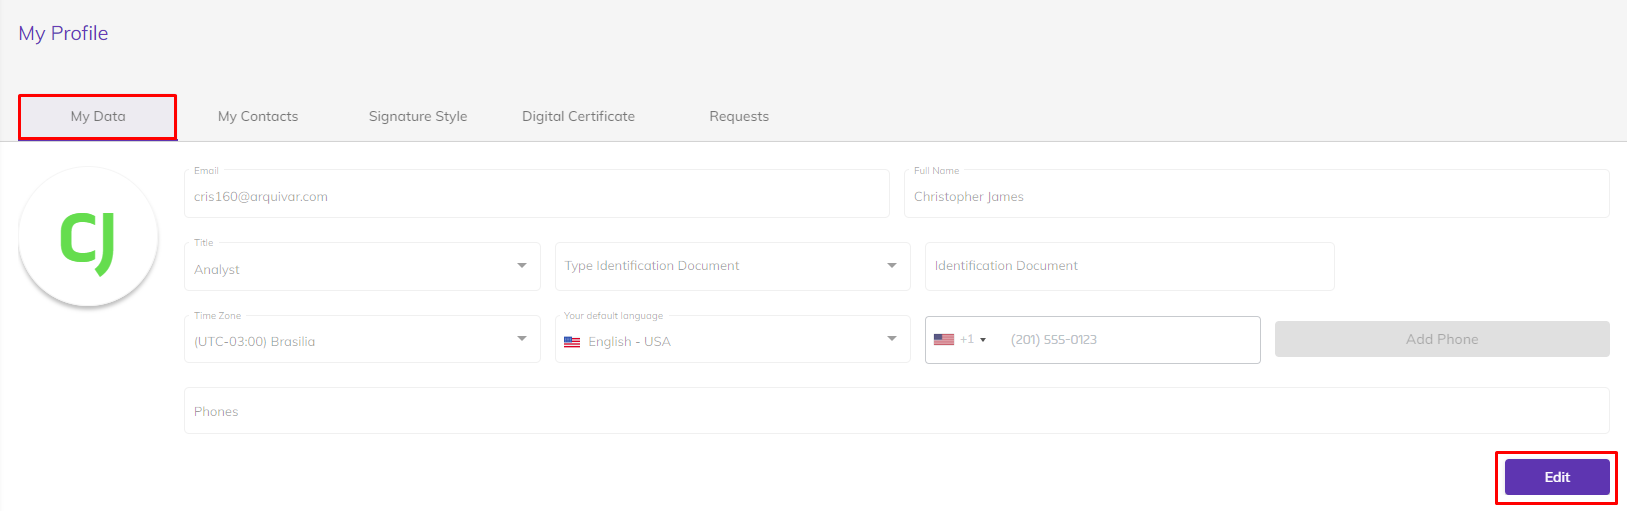 My Profile
My Data My Contacts Signature Style Digital Certificate Requests
CJ
Email
cris160@arquivar.com
Full Name
Christopher James
Title
Analyst
Type Identification Document
Identification Document
Time Zone
(UTC-03:00) Brasilia
Your default language
English - USA
+1 (201) 555-0123
Add Phone
Phones
Edit